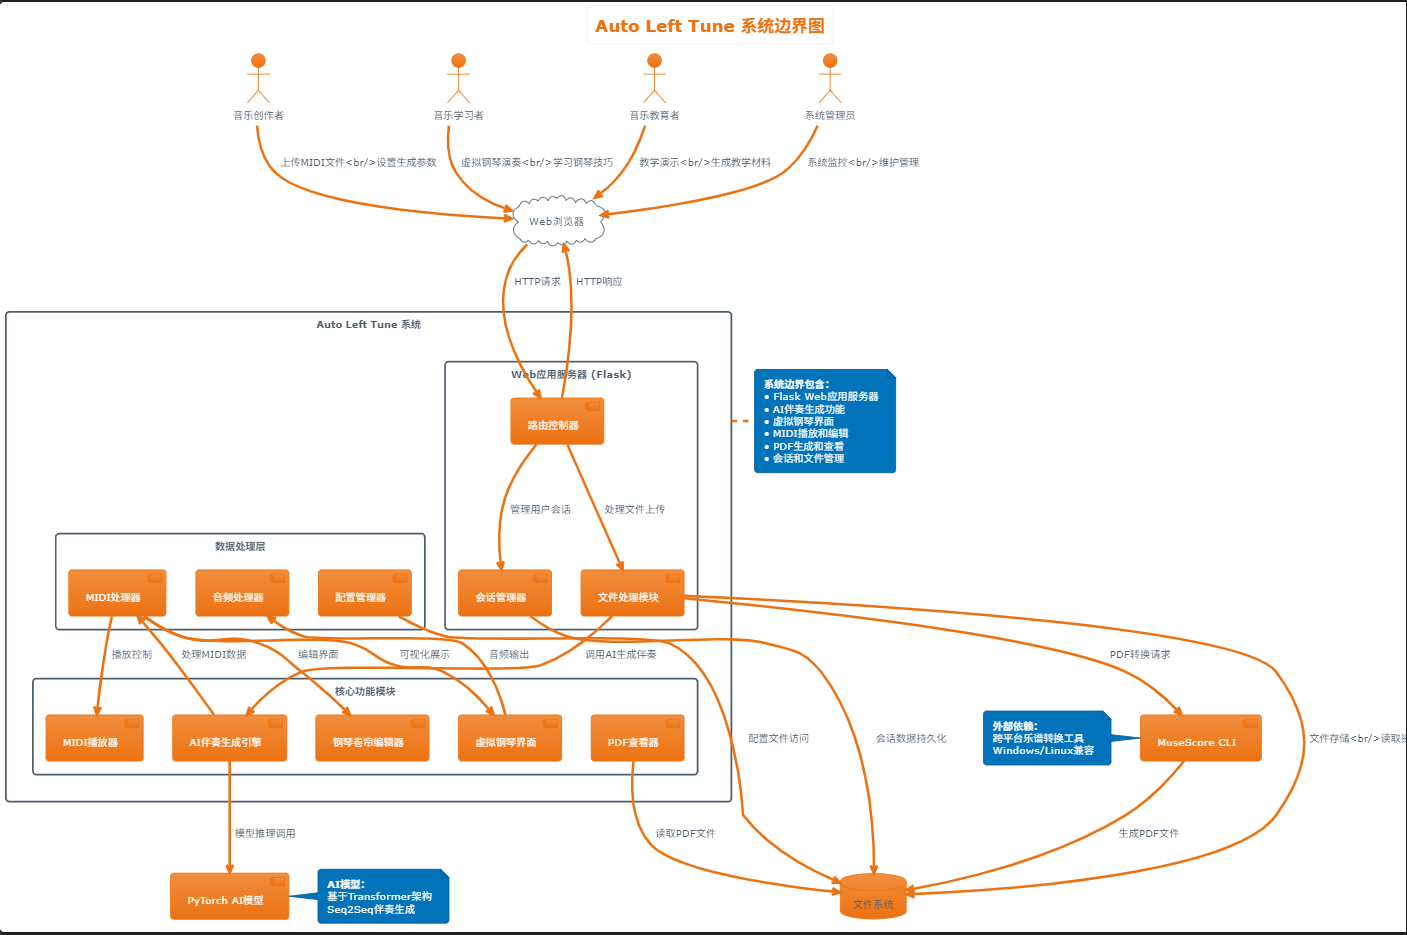 Auto Left Tune 系统边界图
音乐创作者
音乐学习者
音乐教育者
系统管理员
上传MIDI文件<br/>设置生成参数
虚拟钢琴演奏<br/>学习钢琴技巧
教学演示<br/>生成教学材料
系统监控<br/>维护管理
Web浏览器
HTTP请求
HTTP响应
Auto Left Tune 系统
Web应用服务器 (Flask)
路由控制器
系统边界包含：
● Flask Web应用服务器
● AI伴奏生成功能
● 虚拟钢琴界面
● MIDI播放和编辑
● PDF生成和查看
● 会话和文件管理
管理用户会话
处理文件上传
数据处理层
MIDI处理器
音频处理器
配置管理器
会话管理器
文件处理模块
播放控制
处理MIDI数据
编辑界面
可视化展示
音频输出
调用AI生成伴奏
PDF转换请求
核心功能模块
MIDI播放器
AI伴奏生成引擎
钢琴卷帘编辑器
虚拟钢琴界面
PDF查看器
配置文件访问
会话数据持久化
外部依赖：
跨平台乐谱转换工具
Windows/Linux兼容
MuseScore CLI
文件存储<br/>读取
模型推理调用
读取PDF文件
生成PDF文件
PyTorch AI模型
AI模型：
基于Transformer架构
Seq2Seq伴奏生成
文件系统